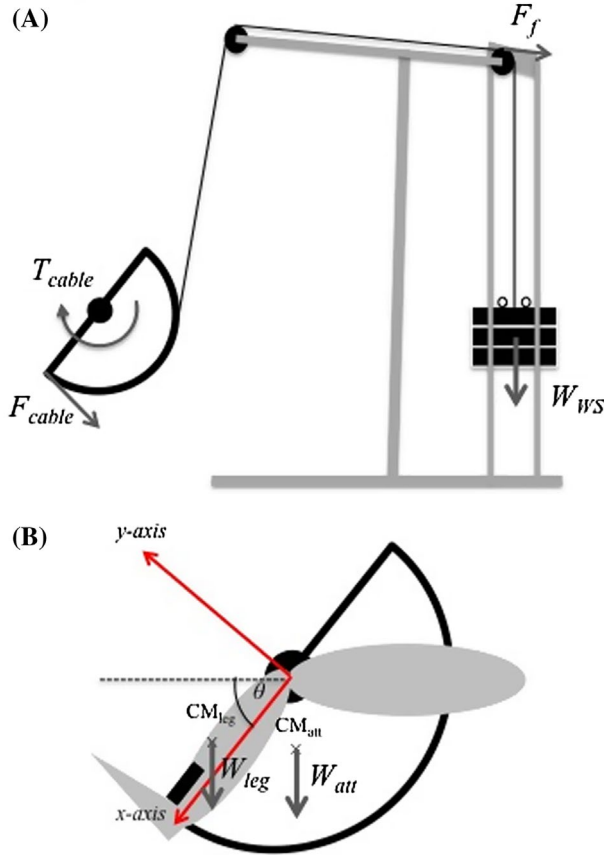 (A)
F_f
T_cable
F_cable
W_WS
(B)
y-axis
θ
CM_leg
CM_att
W_leg
W_att
x-axis